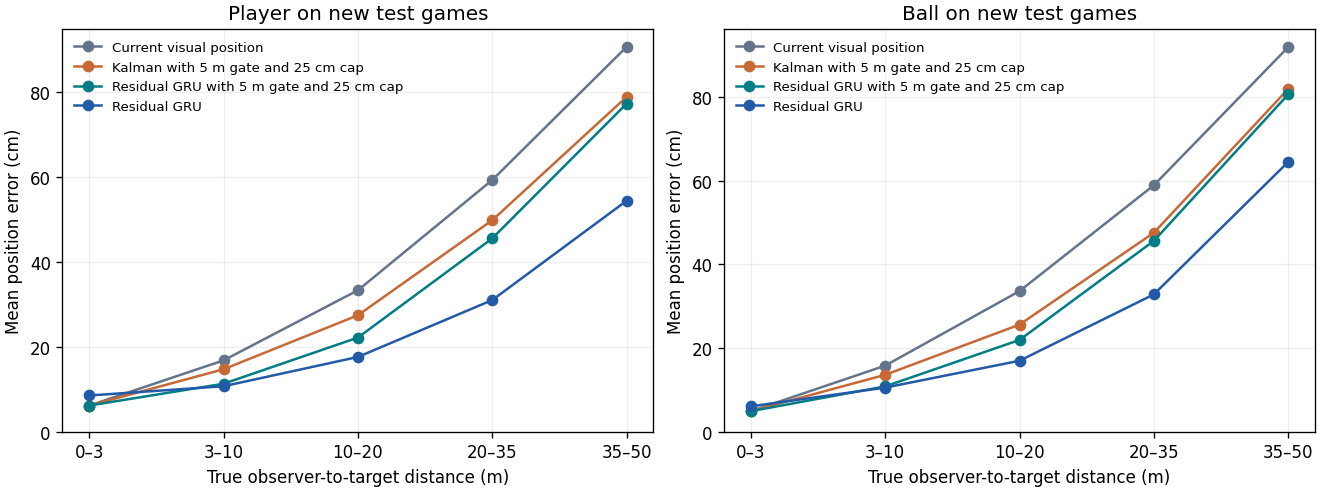 Player on new test games
Current visual position
Kalman with 5 m gate and 25 cm cap
Residual GRU with 5 m gate and 25 cm cap
Residual GRU
Mean position error (cm)
80
60
40
20
0
0–3
3–10
10–20
20–35
35–50
True observer-to-target distance (m)
Ball on new test games
Current visual position
Kalman with 5 m gate and 25 cm cap
Residual GRU with 5 m gate and 25 cm cap
Residual GRU
Mean position error (cm)
80
60
40
20
0
0–3
3–10
10–20
20–35
35–50
True observer-to-target distance (m)